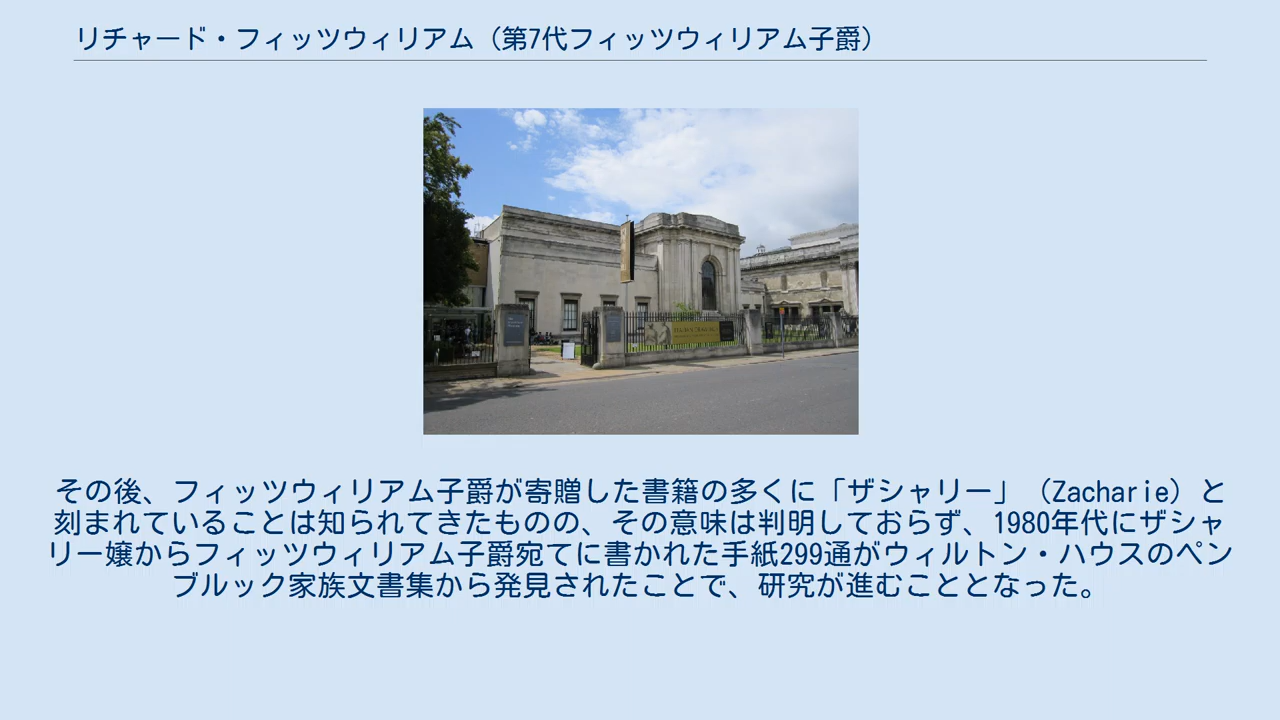 リチャード・フィッツウィリアム（第7代フィッツウィリアム子爵）
その後、フィッツウィリアム子爵が寄贈した書籍の多くに「ザシャリー」（Zacharie）と
刻まれていることは知られてきたものの、その意味は判明しておらず、1980年代にザシャ
リー嬢からフィッツウィリアム子爵宛てに書かれた手紙299通がウィルトン・ハウスのペン
ブルック家族文書集から発見されたことで、研究が進むこととなった。